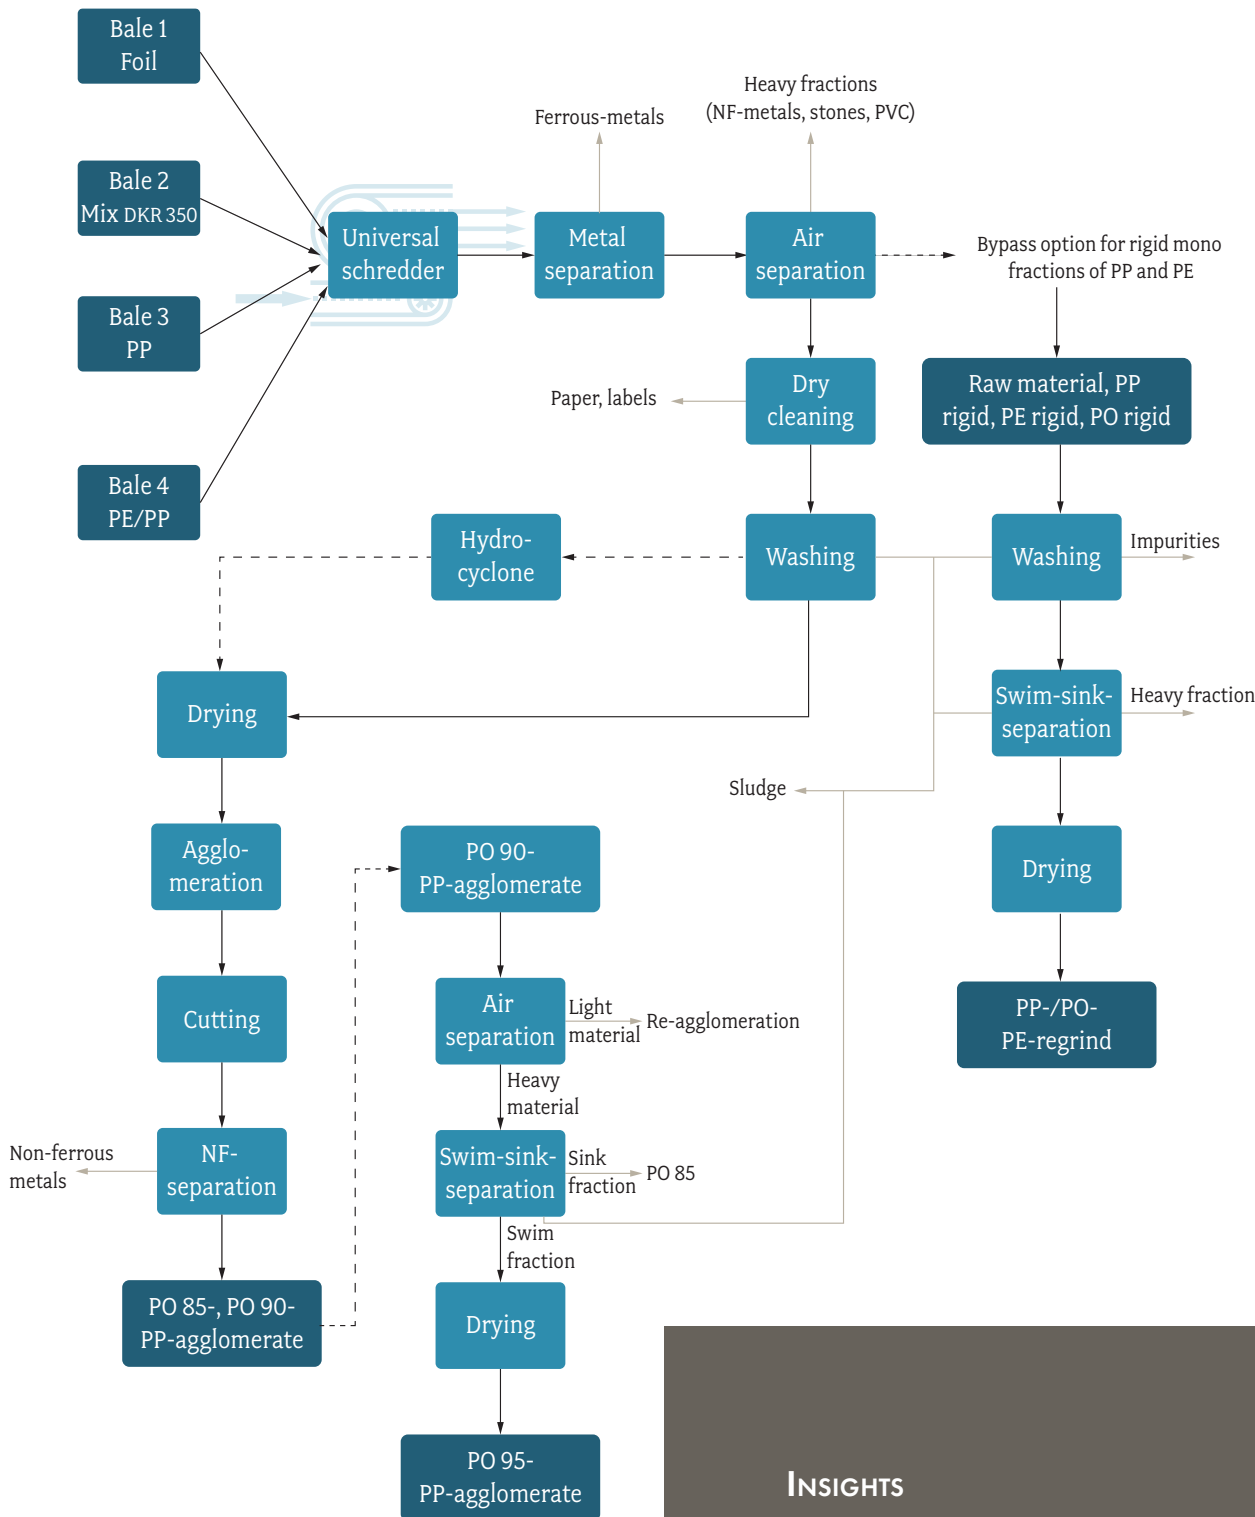 Bale 1
Foil
Heavy fractions
(NF-metals, stones, PVC)
Ferrous-metals
Bale 2
Mix DKR 350
Universal
schredder
Metal
separation
Air
separation
Bypass option for rigid mono
fractions of PP and PE
Bale 3
PP
Paper, labels
Dry
cleaning
Raw material, PP
rigid, PE rigid, PO rigid
Bale 4
PE/PP
Hydro-
cyclone
Washing
Washing
Impurities
Drying
Swim-sink-
separation
Heavy fraction
Sludge
Agglo-
meration
PO 90-
PP-agglomerate
Drying
Cutting
Air
separation
Light
material
Re-agglomeration
PP-/PO-
PE-regrind
Heavy
material
Non-ferrous
metals
NF-
separation
Swim-sink-
separation
Sink
fraction
PO 85
Swim
fraction
PO 85-, PO 90-
PP-agglomerate
Drying
PO 95-
PP-agglomerate
Insights